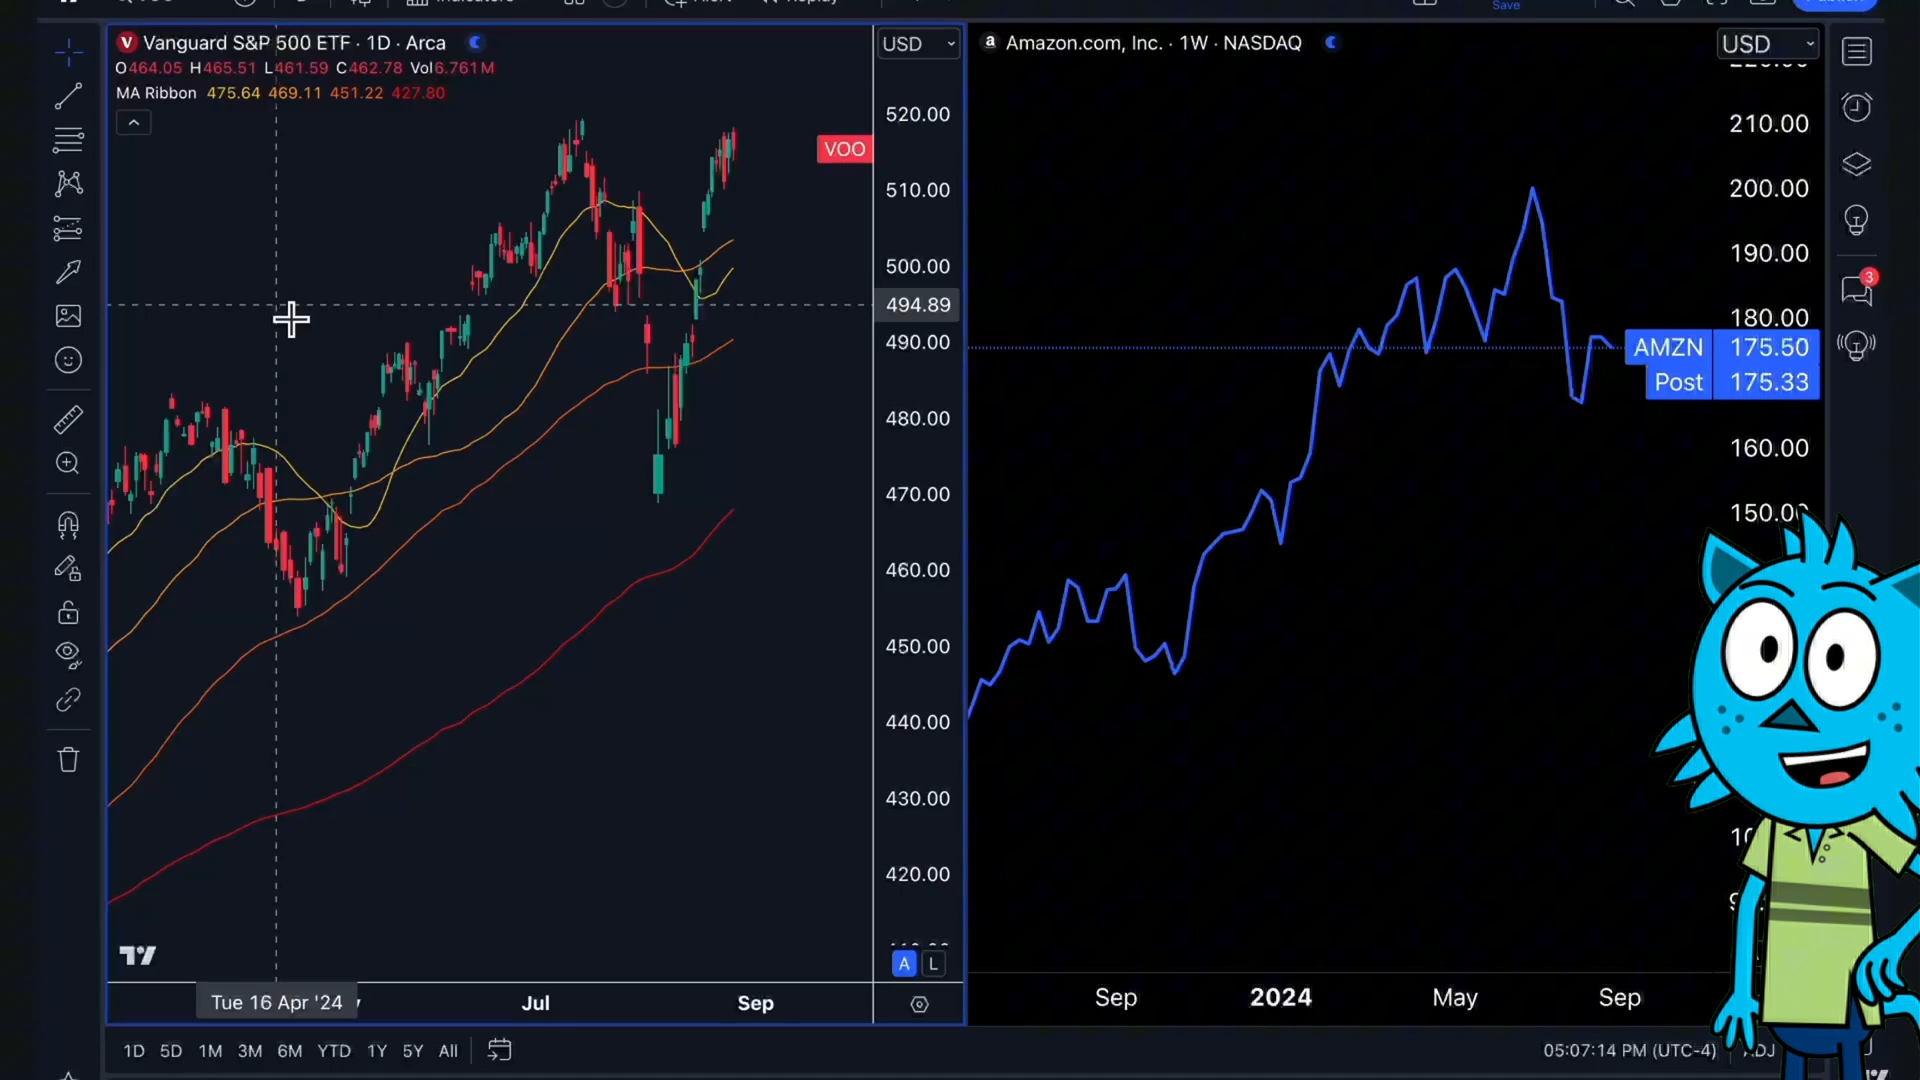 Save
V Vanguard S&P 500 ETF · 1D · Arca
O464.05 H465.51 L461.59 C462.78 Vol6.761M
MA Ribbon 475.64 469.11 451.22 427.80
USD
520.00
VOO
510.00
500.00
494.89
490.00
480.00
470.00
460.00
450.00
440.00
430.00
420.00
A L
Tue 16 Apr '24
Jul
Sep
a Amazon.com, Inc. · 1W · NASDAQ
USD
210.00
200.00
190.00
180.00
AMZN 175.50
Post 175.33
160.00
150.00
Sep
2024
May
Sep
3
1D 5D 1M 3M 6M YTD 1Y 5Y All
05:07:14 PM (UTC-4)